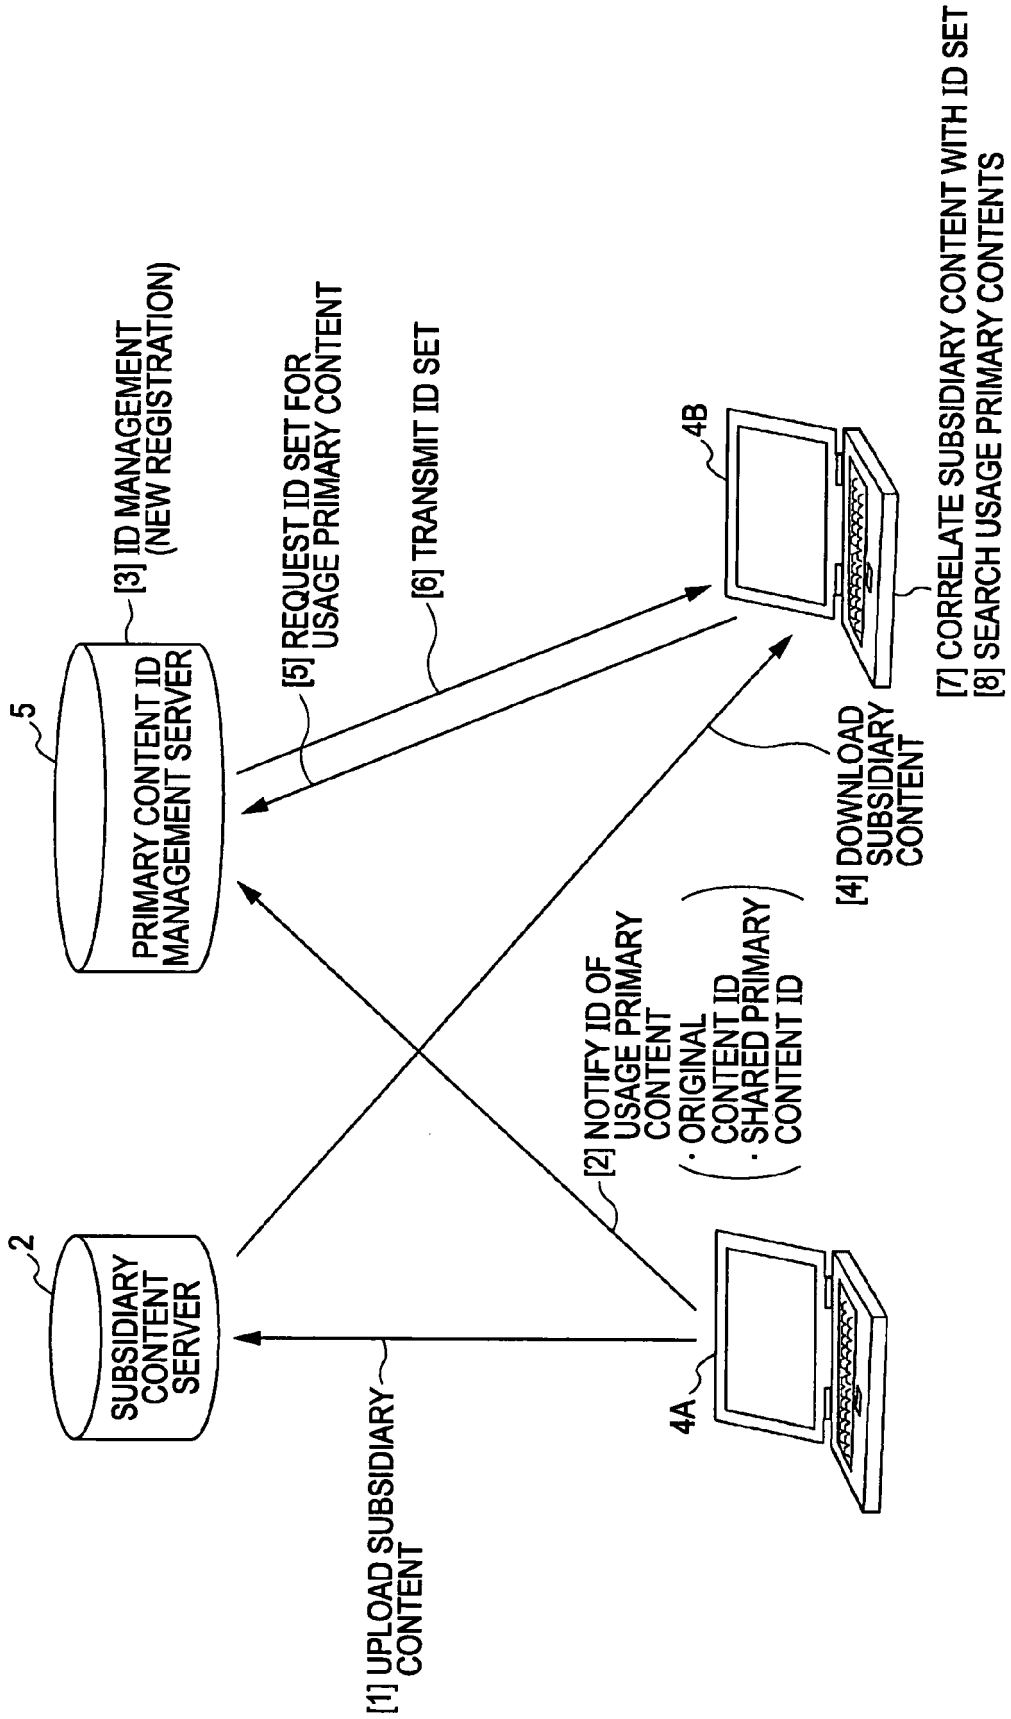 [1] UPLOAD SUBSIDIARY
CONTENT
2
SUBSIDIARY
CONTENT
SERVER
4A
[2] NOTIFY ID OF
USAGE PRIMARY
CONTENT
· ORIGINAL
CONTENT ID
· SHARED PRIMARY
CONTENT ID
5
PRIMARY CONTENT ID
MANAGEMENT SERVER
[3] ID MANAGEMENT
(NEW REGISTRATION)
[4] DOWNLOAD
SUBSIDIARY
CONTENT
[5] REQUEST ID SET FOR
USAGE PRIMARY CONTENT
[6] TRANSMIT ID SET
4B
[7] CORRELATE SUBSIDIARY CONTENT WITH ID SET
[8] SEARCH USAGE PRIMARY CONTENTS